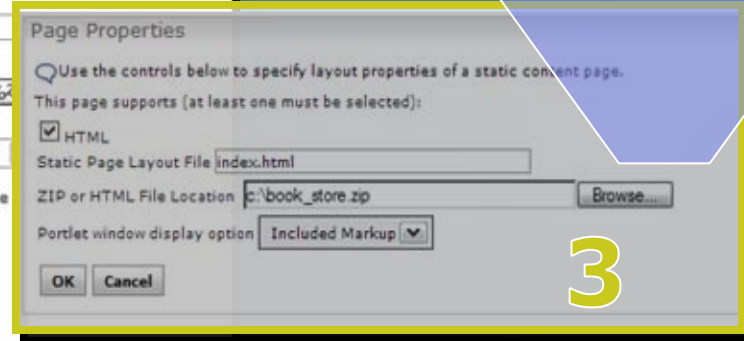 Page Properties
Use the controls below to specify layout properties of a static content page.
This page supports (at least one must be selected):
HTML
Static Page Layout File index.html
ZIP or HTML File Location c:\book_store.zip Browse...
Portlet window display option Included Markup
OK Cancel
3